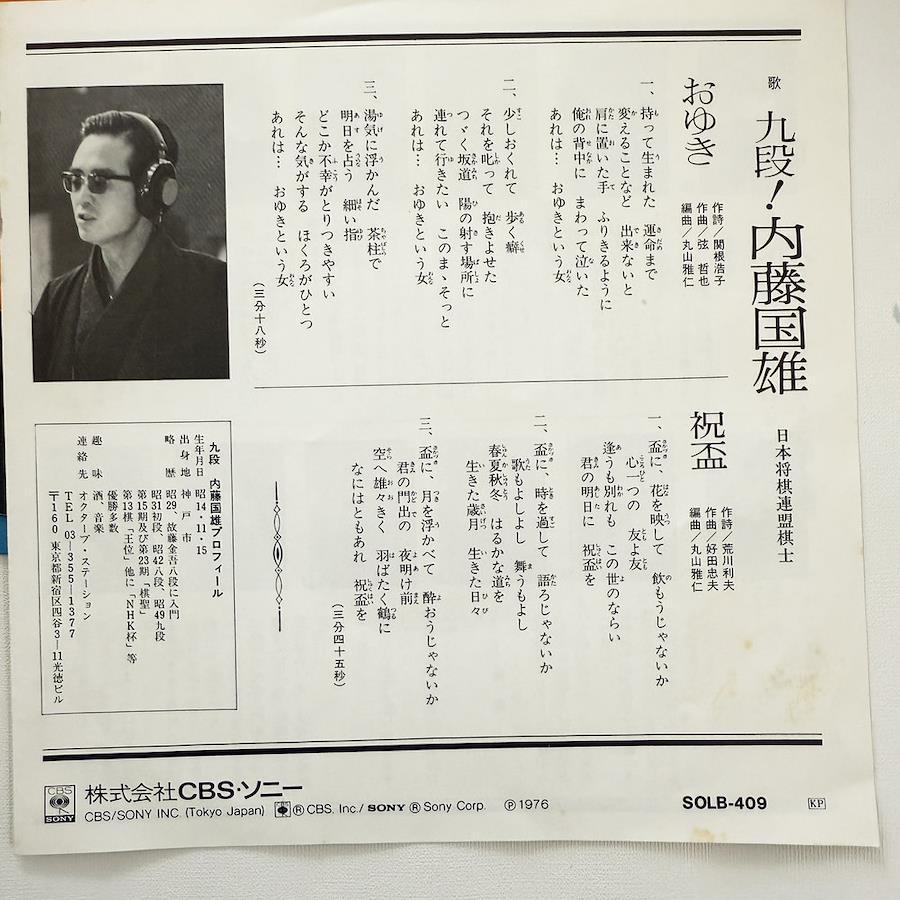 歌 九段!内藤国雄 日本将棋連盟棋士
おゆき
作詩/関根浩子
作曲/弦 哲也
編曲/丸山雅仁
一、持って生まれた 運命まで
変えることなど 出来ないと
肩に置いた手 ふりきるように
俺の背中に まわって泣いた
あれは… おゆきという女
二、少しおくれて 歩く癖
それを叱って 抱きよせた
つゞく坂道 陽の射す場所に
連れて行きたい このまゝそっと
あれは… おゆきという女
三、湯気に浮かんだ 茶柱で
明日を占う 細い指
どこか不幸がとりつきやすい
そんな気がする ほくろがひとつ
あれは… おゆきという女
(三分十八秒)
祝盃
作詩/荒川利夫
作曲/好田忠夫
編曲/丸山雅仁
一、盃に、花を映して 飲もうじゃないか
心一つの 友よ友
逢うも別れも この世のならい
君の明日に 祝盃を
二、盃に、時を過して 語ろじゃないか
歌もよしよし 舞うもよし
春夏秋冬 はるかな道を
生きた歳月 生きた日々
三、盃に、月を浮かべて 酔おうじゃないか
君の門出の 夜明け前
空へ雄々きく 羽ばたく鶴に
なにはともあれ 祝盃を
(三分四十五秒)
九段 内藤国雄プロフィール
生年月日 昭14・11・15
出身地 神戸市
略歴 昭29、故藤金吾八段に入門
昭31初段、昭42八段、昭49九段
第15期及び第23期「棋聖」
第13棋「王位」他に「NHK杯」等
優勝多数
趣味 酒、音楽
連絡先 オクターブ・ステーション
TEL 03-355-1377
〒160 東京都新宿区四谷3-11光徳ビル
CBS
SONY
株式会社CBS・ソニー
CBS/SONY INC. (Tokyo Japan) Ⓡ CBS. Inc./ SONY Ⓡ Sony Corp. Ⓟ 1976
SOLB-409
KP